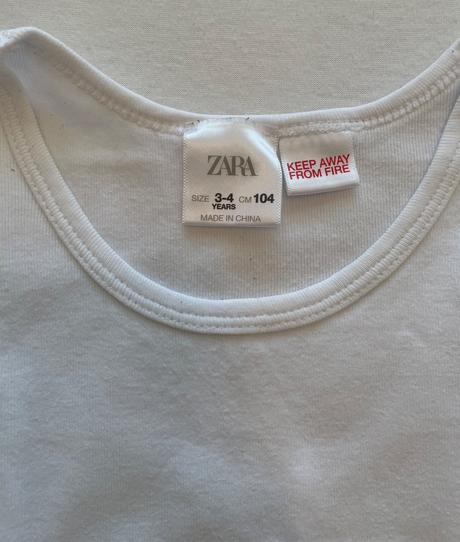 ZARA
SIZE 3-4 CM 104
YEARS
MADE IN CHINA
KEEP AWAY
FROM FIRE